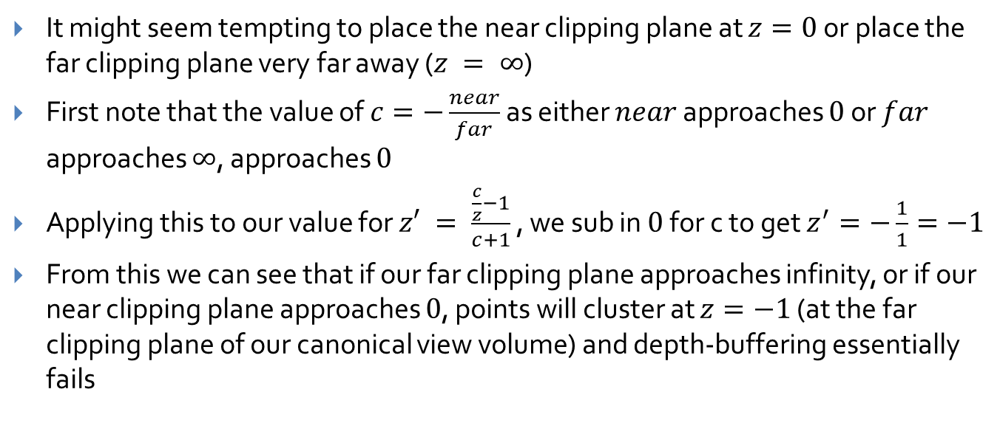 It might seem tempting to place the near clipping plane at z = 0 or place the
far clipping plane very far away (z = ∞)
First note that the value of c = −near/far as either near approaches 0 or far
approaches ∞, approaches 0
Applying this to our value for z′ = (c/z−1)/(c+1), we sub in 0 for c to get z′ = −1/1 = −1
From this we can see that if our far clipping plane approaches infinity, or if our
near clipping plane approaches 0, points will cluster at z = −1 (at the far
clipping plane of our canonical view volume) and depth-buffering essentially
fails